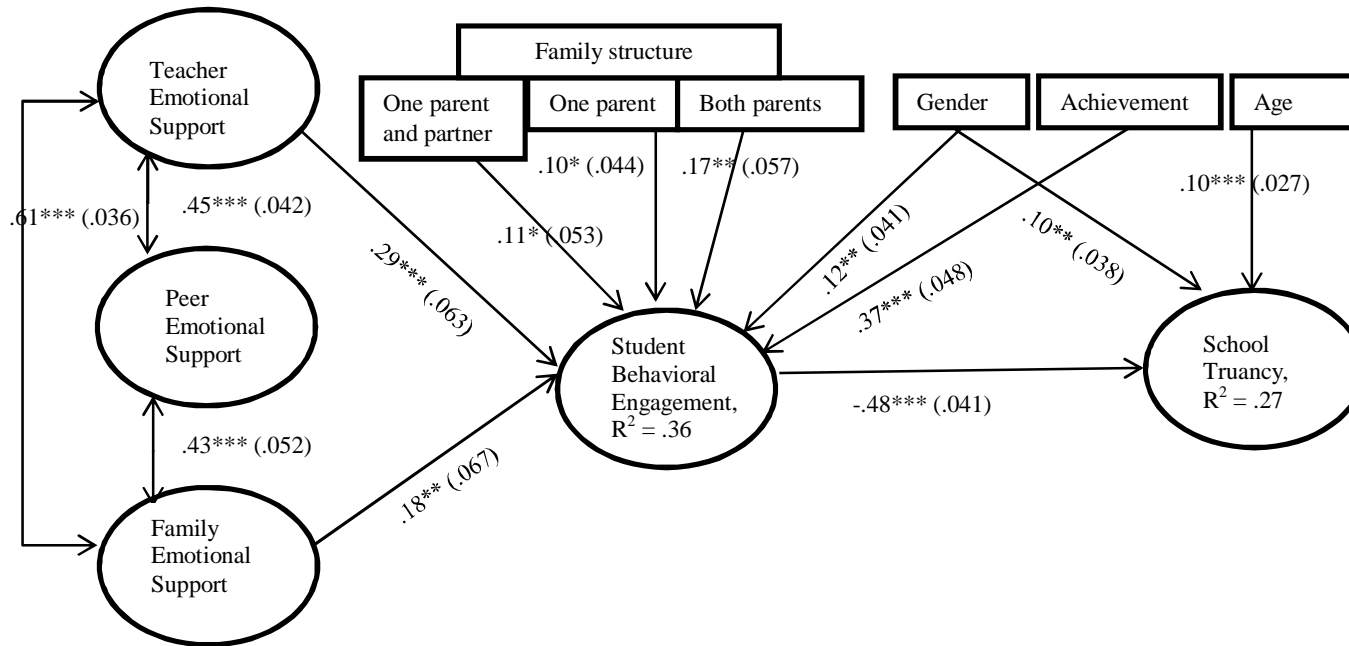 Teacher
Emotional
Support
Family structure
One parent
and partner
One parent
Both parents
Gender
Achievement
Age
.61*** (.036)
.45*** (.042)
.29*** (.063)
.11* (.053)
.10* (.044)
.17** (.057)
.12** (.041)
.37*** (.048)
.10** (.038)
.10*** (.027)
Peer
Emotional
Support
.43*** (.052)
Family
Emotional
Support
.18** (.067)
Student
Behavioral
Engagement,
R² = .36
-.48*** (.041)
School
Truancy,
R² = .27